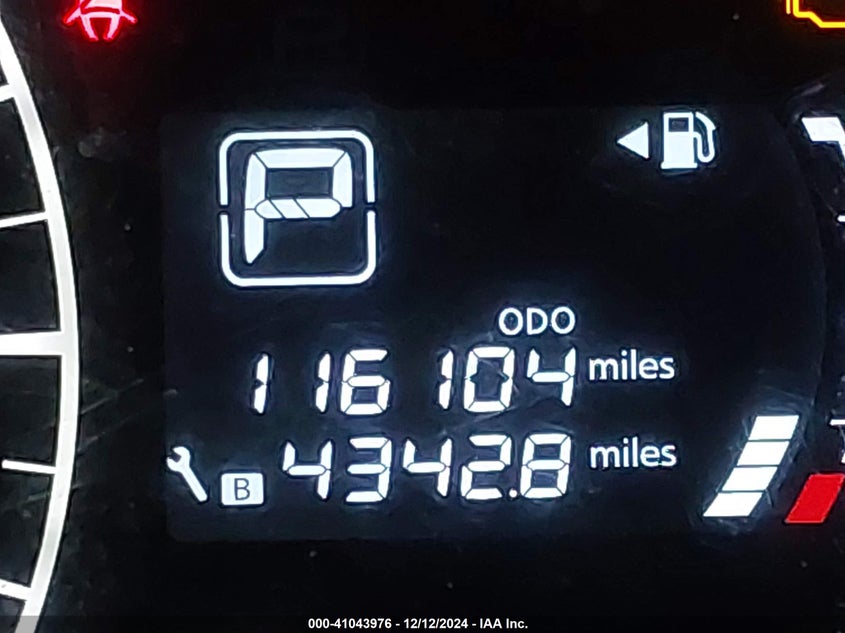 P
ODO
116104 miles
B 4342.8 miles
000-41043976 - 12/12/2024 - IAA Inc.